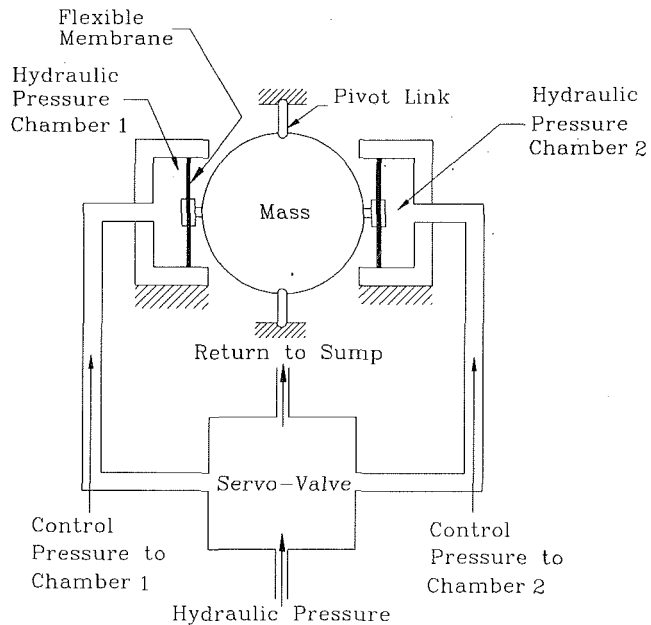 Flexible
Membrane
Hydraulic
Pressure
Chamber 1
Pivot Link
Hydraulic
Pressure
Chamber 2
Mass
Return to Sump
Servo-Valve
Control
Pressure to
Chamber 1
Control
Pressure to
Chamber 2
Hydraulic Pressure